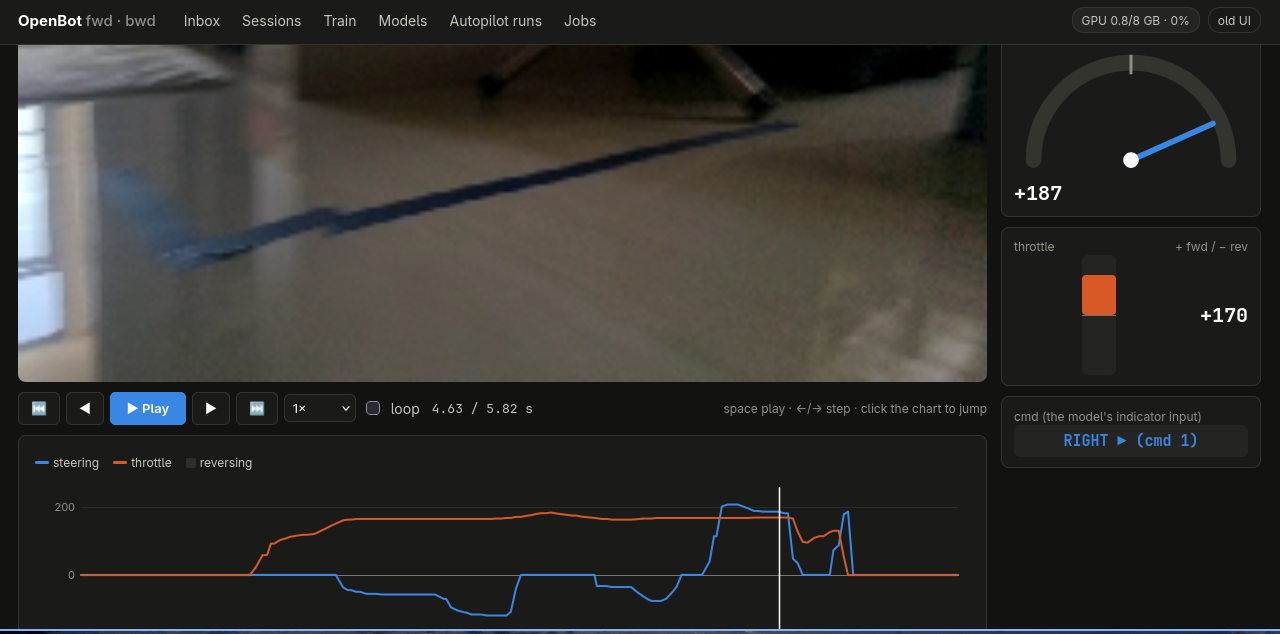 OpenBot fwd · bwd Inbox Sessions Train Models Autopilot runs Jobs GPU 0.8/8 GB · 0% old UI
+187
throttle + fwd / − rev
+170
⏪ ◀ ▶ Play ▶ ⏩ 1× loop 4.63 / 5.82 s space play · ←/→ step · click the chart to jump
cmd (the model's indicator input)
RIGHT ► (cmd 1)
steering throttle reversing
200
0